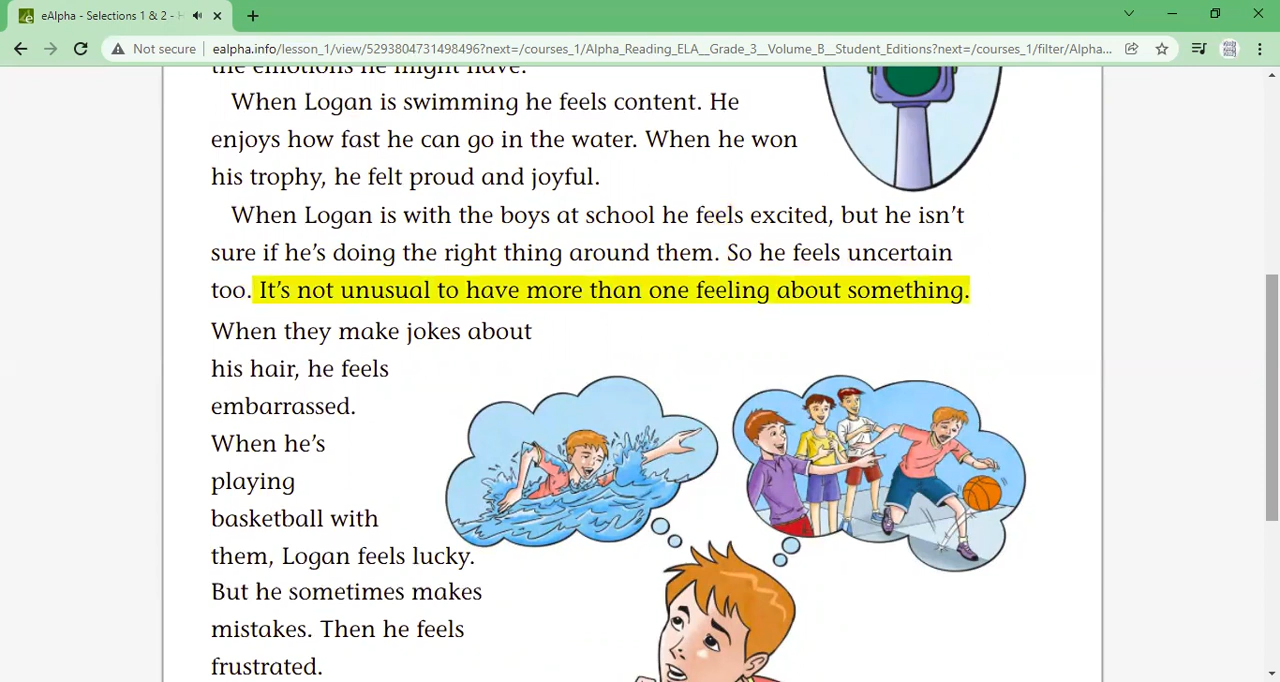 eAlpha - Selections 1 & 2 - H
Not secure
ealpha.info/lesson_1/view/5293804731498496?next=/courses_1/Alpha_Reading_ELA__Grade_3__Volume_B__Student_Editions?next=/courses_1/filter/Alpha...
the emotions he might have.
When Logan is swimming he feels content. He
enjoys how fast he can go in the water. When he won
his trophy, he felt proud and joyful.
When Logan is with the boys at school he feels excited, but he isn't
sure if he's doing the right thing around them. So he feels uncertain
too. It's not unusual to have more than one feeling about something.
When they make jokes about
his hair, he feels
embarrassed.
When he's
playing
basketball with
them, Logan feels lucky.
But he sometimes makes
mistakes. Then he feels
frustrated.